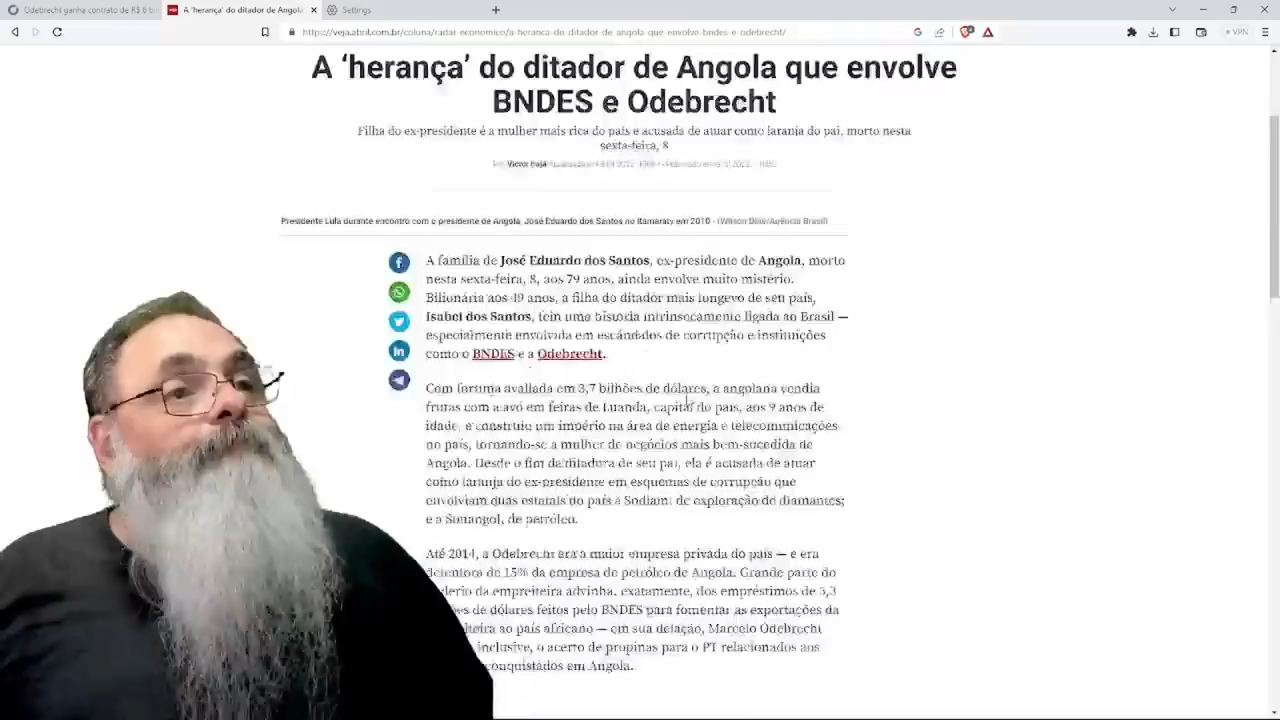 Odebrecht ganha contrato de R$ 6 bi
A 'herança' do ditador de Angola
Settings
https://veja.abril.com.br/coluna/radar-economico/a-heranca-do-ditador-de-angola-que-envolve-bndes-e-odebrecht/
VPN
A ‘herança’ do ditador de Angola que envolve
BNDES e Odebrecht
Filha do ex-presidente é a mulher mais rica do país e acusada de atuar como laranja do pai, morto nesta
sexta-feira, 8
Por Victor Irajá
Presidente Lula durante encontro com o presidente de Angola, José Eduardo dos Santos no Itamaraty em 2010 - (Wilson Dias/Agência Brasil)
A família de José Eduardo dos Santos, ex-presidente de Angola, morto
nesta sexta-feira, 8, aos 79 anos, ainda envolve muito mistério.
Bilionária aos 49 anos, a filha do ditador mais longevo de seu país,
Isabel dos Santos, tem uma história intrinsecamente ligada ao Brasil —
especialmente envolvida em escândalos de corrupção e instituições
como o BNDES e a Odebrecht.
Com fortuna avaliada em 3,7 bilhões de dólares, a angolana vendia
frutas com a avó em feiras de Luanda, capital do país, aos 9 anos de
idade, e construiu um império na área de energia e telecomunicações
no país, tornando-se a mulher de negócios mais bem-sucedida de
Angola. Desde o fim da ditadura de seu pai, ela é acusada de atuar
como laranja do ex-presidente em esquemas de corrupção que
envolviam duas estatais do país a Sodiam, de exploração de diamantes;
e a Sonangol, de petróleo.
Até 2014, a Odebrecht era a maior empresa privada do país — e era
detentora de 15% da empresa de petróleo de Angola. Grande parte do
derio da empreiteira advinha, exatamente, dos empréstimos de 3,3
es de dólares feitos pelo BNDES para fomentar as exportações da
teira ao país africano — em sua delação, Marcelo Odebrecht
inclusive, o acerto de propinas para o PT relacionados aos
conquistados em Angola.